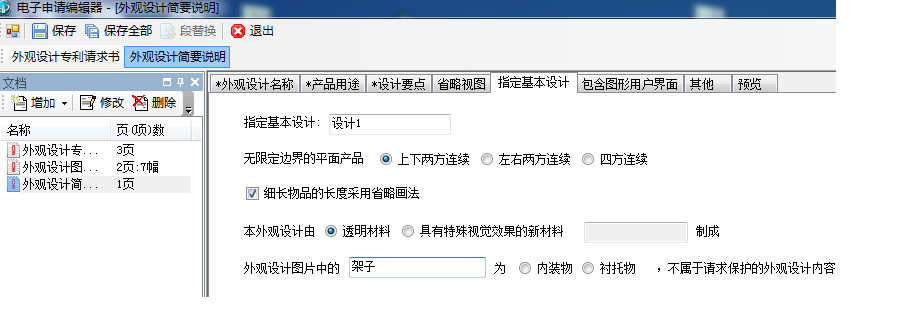 电子申请编辑器 - [外观设计简要说明]
保存 保存全部 段替换 退出
外观设计专利请求书 外观设计简要说明
文档
*外观设计名称 *产品用途 *设计要点 省略视图 指定基本设计 包含图形用户界面 其他 预览
增加 修改 删除
名称 页(项)数
外观设计专... 3页
外观设计图... 2页:7幅
外观设计简... 1页
指定基本设计: 设计1
无限定边界的平面产品 上下两方连续 左右两方连续 四方连续
细长物品的长度采用省略画法
本外观设计由 透明材料 具有特殊视觉效果的新材料 制成
外观设计图片中的 架子 为 内装物 衬托物 ，不属于请求保护的外观设计内容